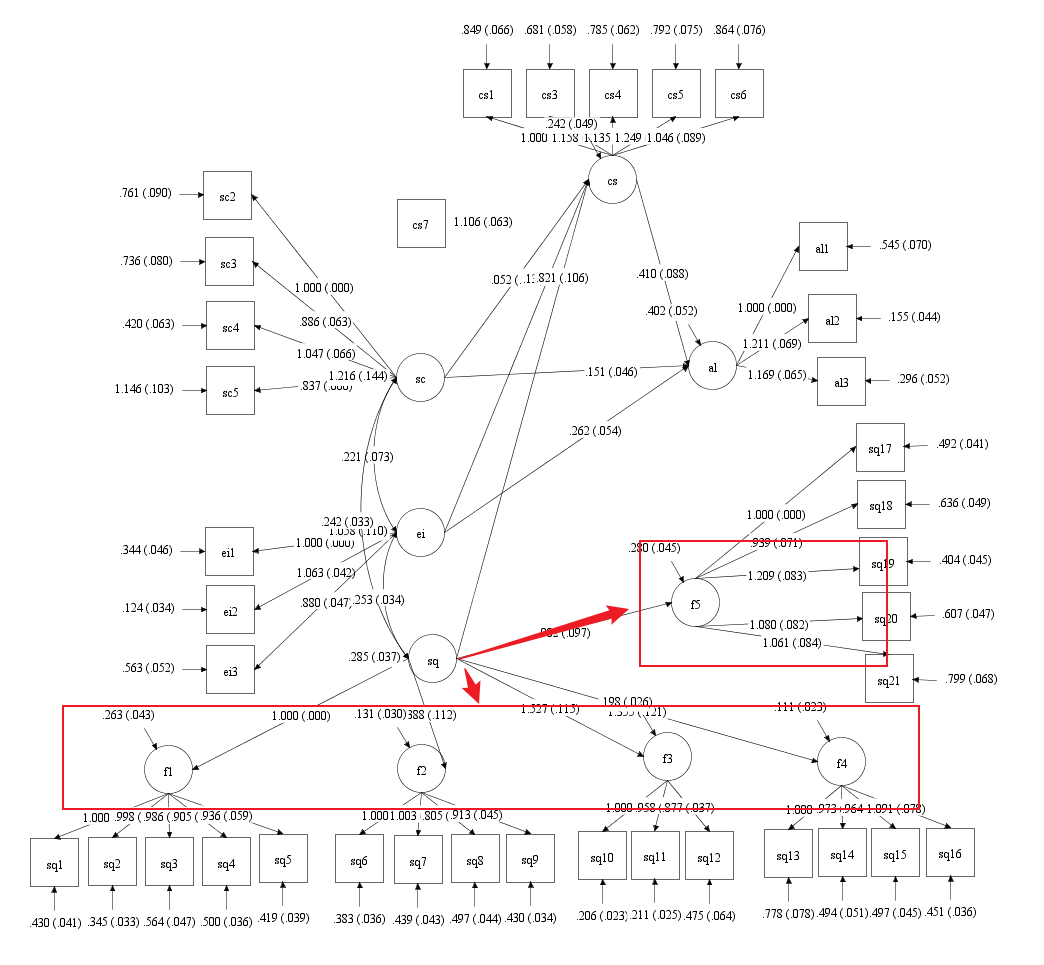 .849 (.066) .681 (.058) .785 (.062) .792 (.075) .864 (.076)
cs1 cs3 cs4 cs5 cs6
.242 (.049)
1.000 1.158 1.135 1.249 1.046 (.089)
cs
.761 (.090) sc2
cs7 1.106 (.063)
al1 .545 (.070)
.736 (.080) sc3
.052 .821 (.106) .410 (.088)
1.000 (.000)
.402 (.052) 1.000 (.000)
.420 (.063) sc4 .886 (.063)
al2 .155 (.044)
1.211 (.069)
1.047 (.066)
1.216 (.144) sc .151 (.046) al 1.169 (.065) al3 .296 (.052)
1.146 (.103) sc5 .837
.262 (.054)
sq17 .492 (.041)
.221 (.073)
sq18 .636 (.049)
1.000 (.000)
.242 (.033)
ei
.939 (.071)
.344 (.046) ei1 1.000 (.000)
.280 (.045)
sq19 .404 (.045)
1.063 (.042) 1.209 (.083)
.880 (.047) .253 (.034) f5
.124 (.034) ei2
1.080 (.082) sq20 .607 (.047)
(.097) 1.061 (.084)
.285 (.037) sq
.563 (.052) ei3
sq21 .799 (.068)
.198 (.026)
.263 (.043) 1.000 (.000) .131 (.030) (.112) 1.527 (.115) (.121) .111 (.023)
f1 f2 f3 f4
1.000 .998 (.986 (.905 (.936 (.059) 1.000 1.003 .805 (.913 (.045) 1.000 .958 (.877 (.037) 1.000 .973 .964 1.091 (.078)
sq1 sq2 sq3 sq4 sq5 sq6 sq7 sq8 sq9 sq10 sq11 sq12 sq13 sq14 sq15 sq16
.430 (.041) .345 (.033) .564 (.047) .500 (.036) .419 (.039) .383 (.036) .439 (.043) .497 (.044) .430 (.034) .206 (.023) .211 (.025) .475 (.064) .778 (.078) .494 (.051) .497 (.045) .451 (.036)